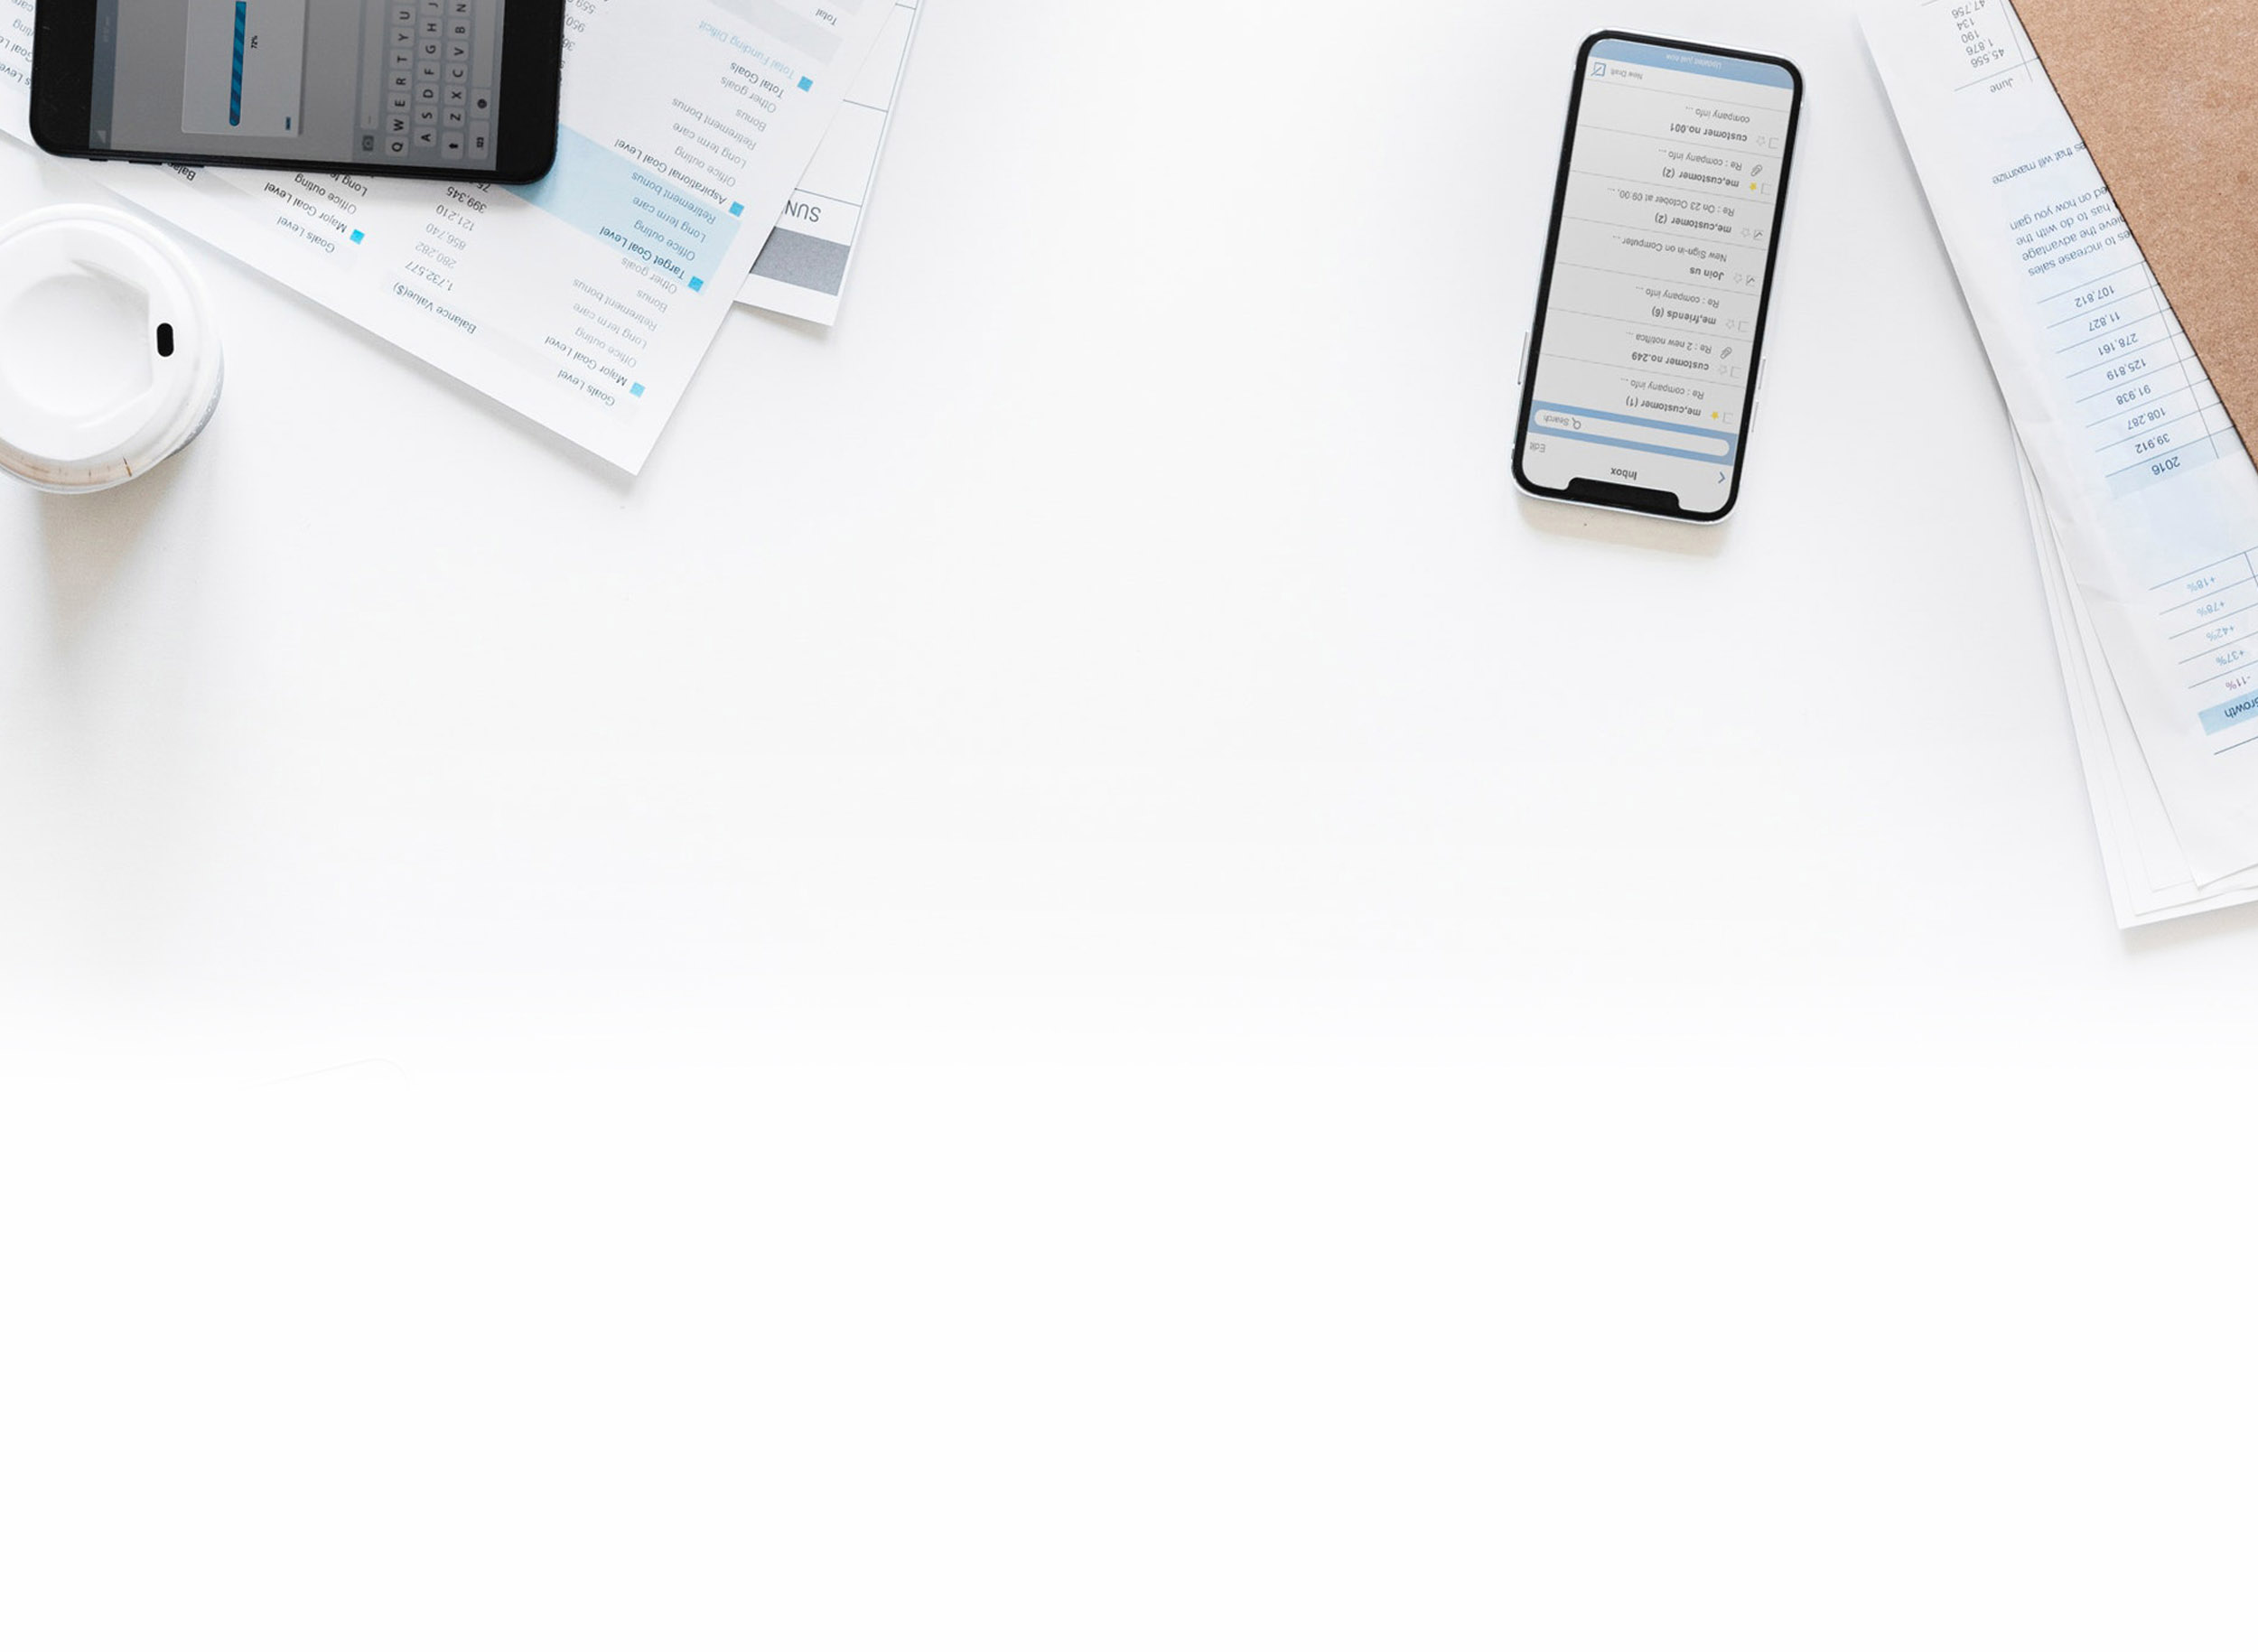 72%
Q W E R T Y U
A S D F G H J
Z X C V B N
123
Goals Level
Major Goal Level
Office outing
Long term care
Retirement bonus
Bonus
Other goals
Target Goal Level
Office outing
Long term care
Retirement bonus
Aspirational Goal Level
Office outing
Long term care
Retirement bonus
Bonus
Other goals
Total Goals
Total Funding Dificit
Total
Balance Value($)
1,732,577
280,282
856,740
121,210
399,345
Goals Level
Major Goal Level
Office outing
SUN
Inbox
Edit
Search
me,customer (1)
Re : company info ...
customer no.249
Re : 2 new notifica
me,friends (6)
Re : company info ...
Join us
New Sign-in on Computer ...
me,customer (2)
Re : On 23 October at 09:00, ...
me,customer (2)
Re : company info ...
customer no.001
company info ...
Updated just now
New Draft
Growth
-11%
+37%
+42%
+78%
+18%
2016
39,912
108,287
91,938
125,819
278,161
11,827
107,812
es to increase sales
ieve the advantage
has to do with the
ed on how you gain
es that will maximize
June
45,556
1,876
190
134
47,756